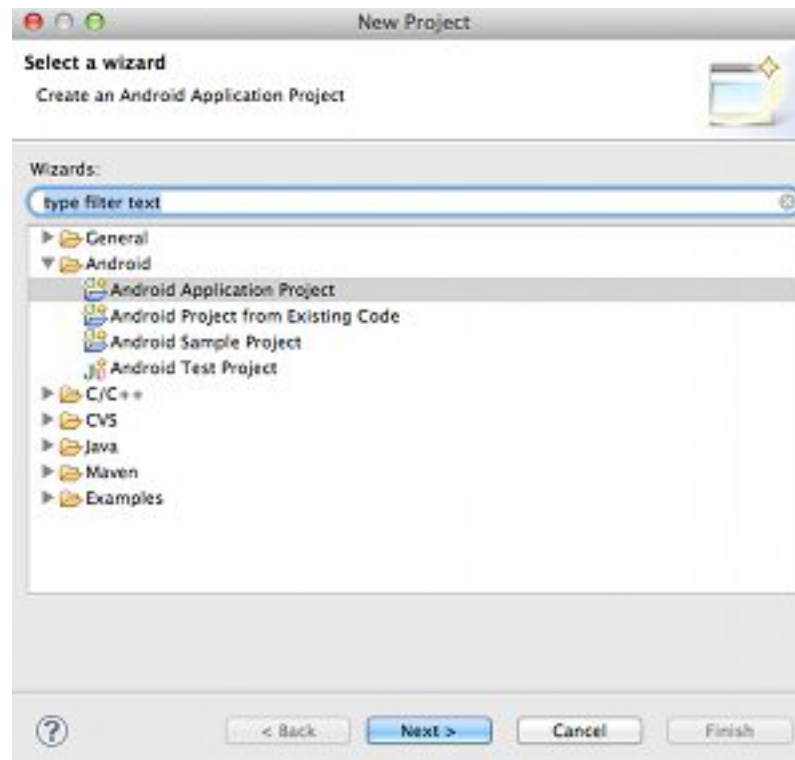 New Project
Select a wizard
Create an Android Application Project
Wizards:
type filter text
General
Android
Android Application Project
Android Project from Existing Code
Android Sample Project
Android Test Project
C/C++
CVS
Java
Maven
Examples
?
< Back
Next >
Cancel
Finish